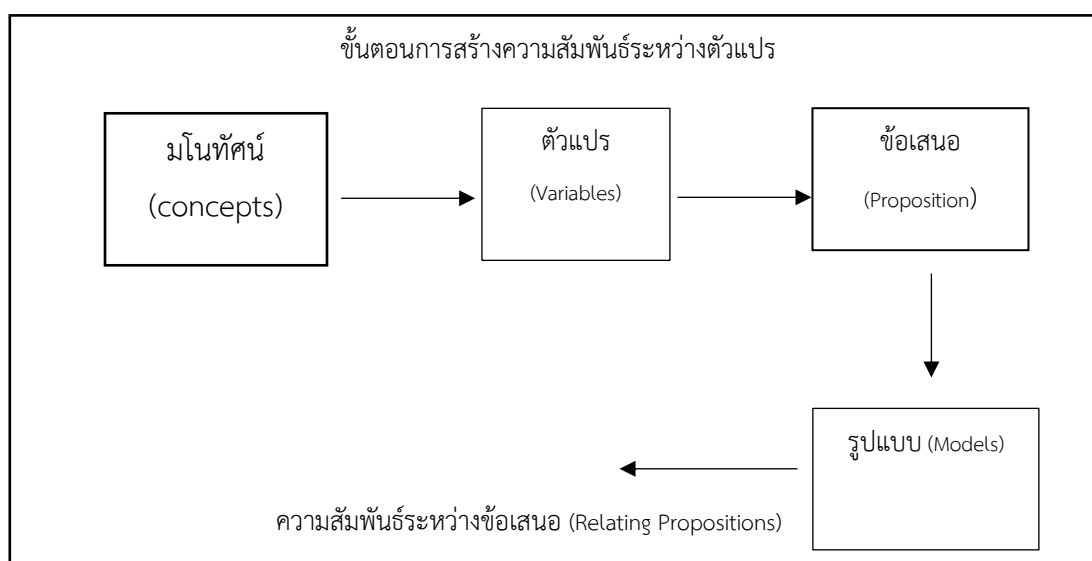 ขั้นตอนการสร้างความสัมพันธ์ระหว่างตัวแปร
มโนทัศน์
(concepts)
ตัวแปร
(Variables)
ข้อเสนอ
(Proposition)
รูปแบบ (Models)
ความสัมพันธ์ระหว่างข้อเสนอ (Relating Propositions)